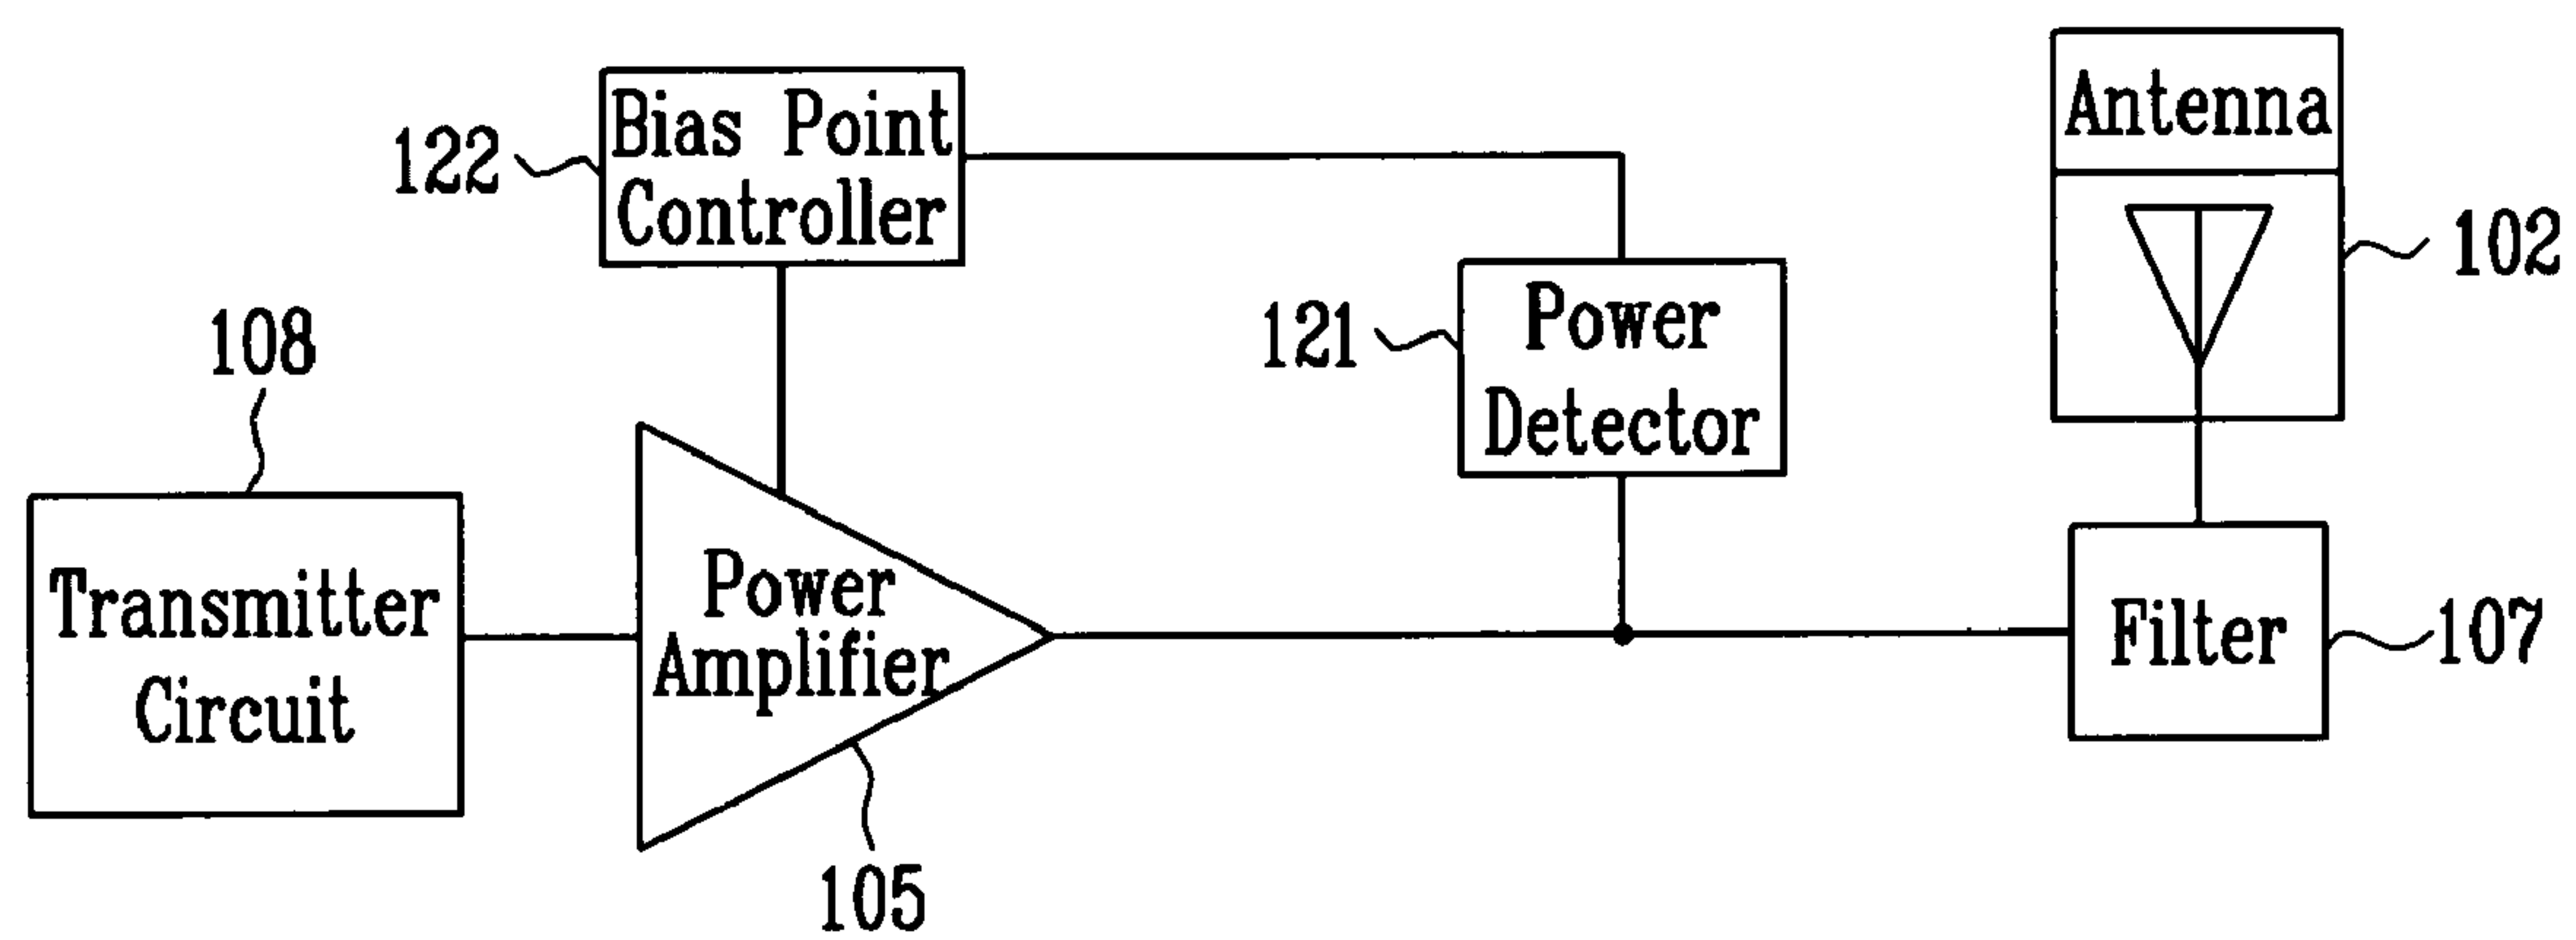 Antenna
102
Bias Point
Controller
122
Power
Detector
121
108
Transmitter
Circuit
Power
Amplifier
105
Filter
107